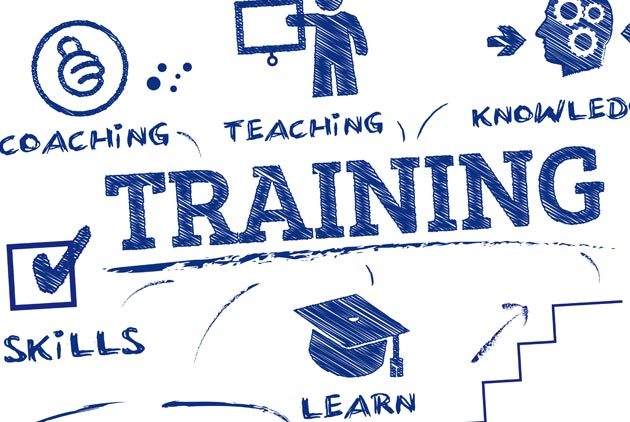 COACHiNG
TEACHiNG
KNOWLED
TRAINING
SKiLLS
LEARN